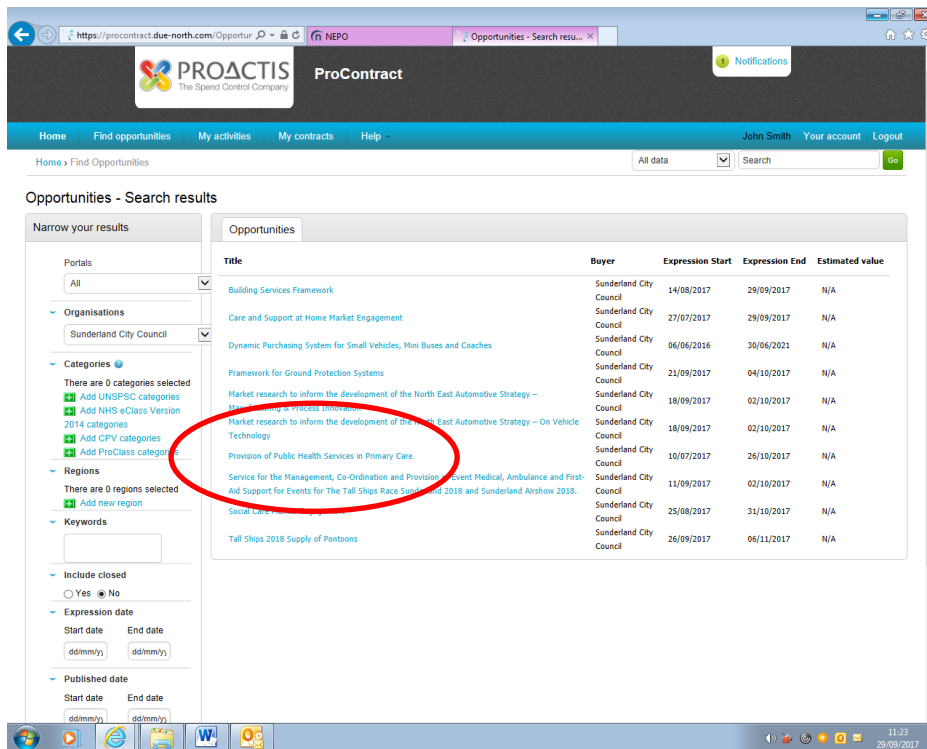 https://procontract.due-north.com/Opportur
NEPO
Opportunities - Search resu...
PROACTIS
The Spend Control Company
ProContract
1 Notifications
Home Find opportunities My activities My contracts Help
John Smith Your account Logout
Home › Find Opportunities
All data Search Go
Opportunities - Search results
Narrow your results
Portals
All
Organisations
Sunderland City Council
Categories
There are 0 categories selected
Add UNSPSC categories
Add NHS eClass Version
2014 categories
Add CPV categories
Add ProClass categories
Regions
There are 0 regions selected
Add new region
Keywords
Include closed
Yes No
Expression date
Start date End date
dd/mm/yy dd/mm/yy
Published date
Start date End date
dd/mm/yy dd/mm/yy
Opportunities
Title Buyer Expression Start Expression End Estimated value
Building Services Framework Sunderland City Council 14/08/2017 29/09/2017 N/A
Care and Support at Home Market Engagement Sunderland City Council 27/07/2017 29/09/2017 N/A
Dynamic Purchasing System for Small Vehicles, Mini Buses and Coaches Sunderland City Council 06/06/2016 30/06/2021 N/A
Framework for Ground Protection Systems Sunderland City Council 21/09/2017 04/10/2017 N/A
Market research to inform the development of the North East Automotive Strategy –
Manufacturing & Process Innovation Sunderland City Council 18/09/2017 02/10/2017 N/A
Market research to inform the development of the North East Automotive Strategy – On Vehicle
Technology Sunderland City Council 18/09/2017 02/10/2017 N/A
Provision of Public Health Services in Primary Care Sunderland City Council 10/07/2017 26/10/2017 N/A
Service for the Management, Co-Ordination and Provision of Event Medical, Ambulance and First-
Aid Support for Events for The Tall Ships Race Sunderland 2018 and Sunderland Airshow 2018. Sunderland City Council 11/09/2017 02/10/2017 N/A
Social Care Sunderland City Council 25/08/2017 31/10/2017 N/A
Tall Ships 2018 Supply of Pontoons Sunderland City Council 26/09/2017 06/11/2017 N/A
11:23
29/09/2017